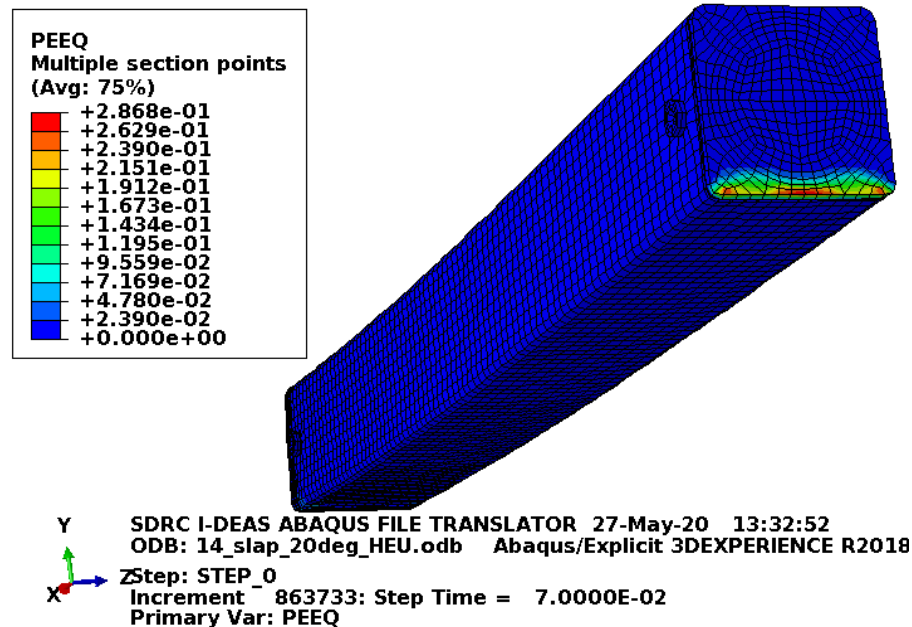 PEEQ
Multiple section points
(Avg: 75%)
+2.868e-01
+2.629e-01
+2.390e-01
+2.151e-01
+1.912e-01
+1.673e-01
+1.434e-01
+1.195e-01
+9.559e-02
+7.169e-02
+4.780e-02
+2.390e-02
+0.000e+00
Y
Z
X
SDRC I-DEAS ABAQUS FILE TRANSLATOR 27-May-20 13:32:52
ODB: 14_slap_20deg_HEU.odb Abaqus/Explicit 3DEXPERIENCE R2018
Step: STEP_0
Increment 863733: Step Time = 7.0000E-02
Primary Var: PEEQ